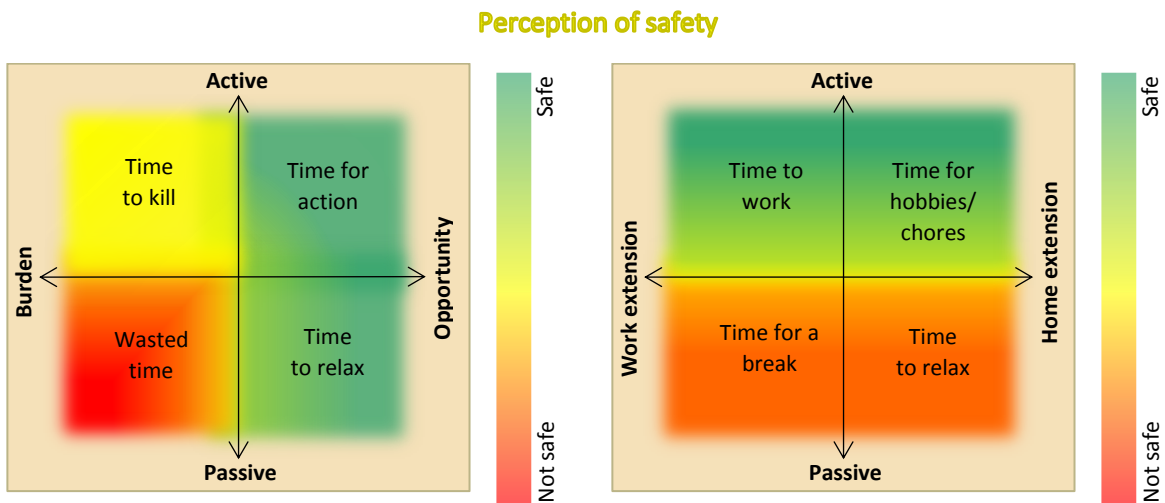 Perception of safety
Active
Time
to kill
Time for
action
Burden
Opportunity
Wasted
time
Time
to relax
Passive
Safe
Not safe
Active
Time to
work
Time for
hobbies/
chores
Work extension
Home extension
Time for a
break
Time
to relax
Passive
Safe
Not safe